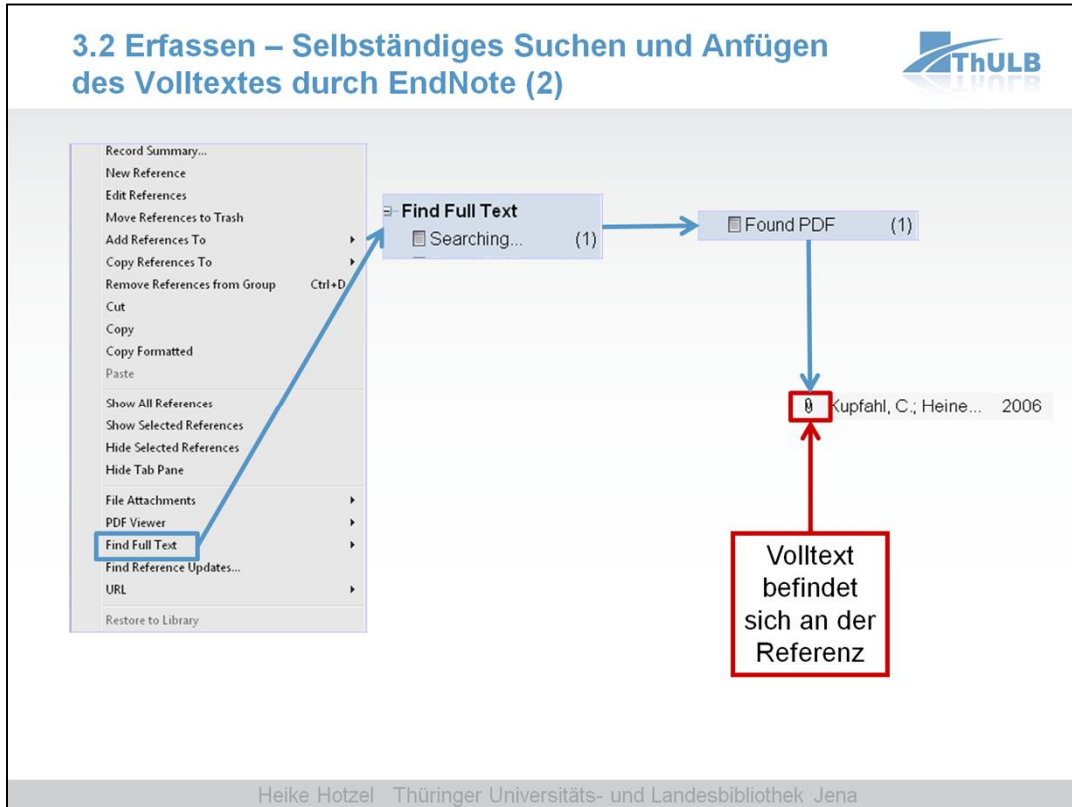 3.2 Erfassen – Selbständiges Suchen und Anfügen
des Volltextes durch EndNote (2)
ThULB
Record Summary...
New Reference
Edit References
Move References to Trash
Add References To
Copy References To
Remove References from Group Ctrl+D
Cut
Copy
Copy Formatted
Paste
Show All References
Show Selected References
Hide Selected References
Hide Tab Pane
File Attachments
PDF Viewer
Find Full Text
Find Reference Updates...
URL
Restore to Library
Find Full Text
Searching... (1)
Found PDF (1)
Kupfahl, C.; Heine... 2006
Volltext
befindet
sich an der
Referenz
Heike Hotzel Thüringer Universitäts- und Landesbibliothek Jena